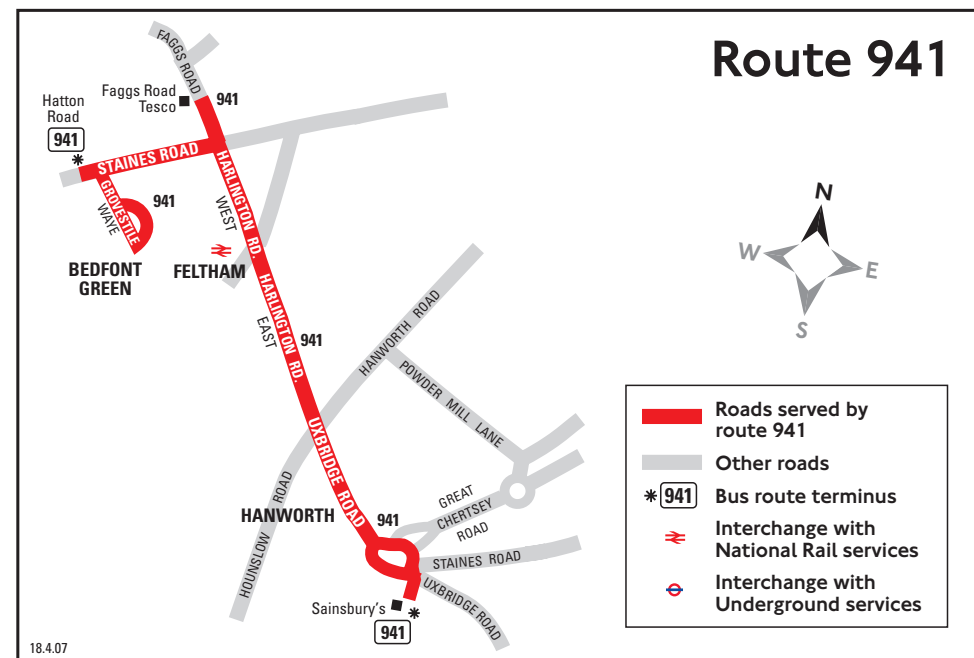 Route 941
FAGGS ROAD
Faggs Road
Tesco
941
Hatton
Road
941
STAINES ROAD
GROVESTILE
WAYE
941
BEDFONT
GREEN
HARLINGTON RD.
WEST
FELTHAM
HARLINGTON RD.
EAST
941
HANWORTH ROAD
POWDER MILL LANE
UXBRIDGE ROAD
HOUNSLOW ROAD
HANWORTH
941
GREAT
CHERTSEY
ROAD
STAINES ROAD
UXBRIDGE ROAD
Sainsbury's
941
N
W
E
S
Roads served by
route 941
Other roads
*941 Bus route terminus
Interchange with
National Rail services
Interchange with
Underground services
18.4.07